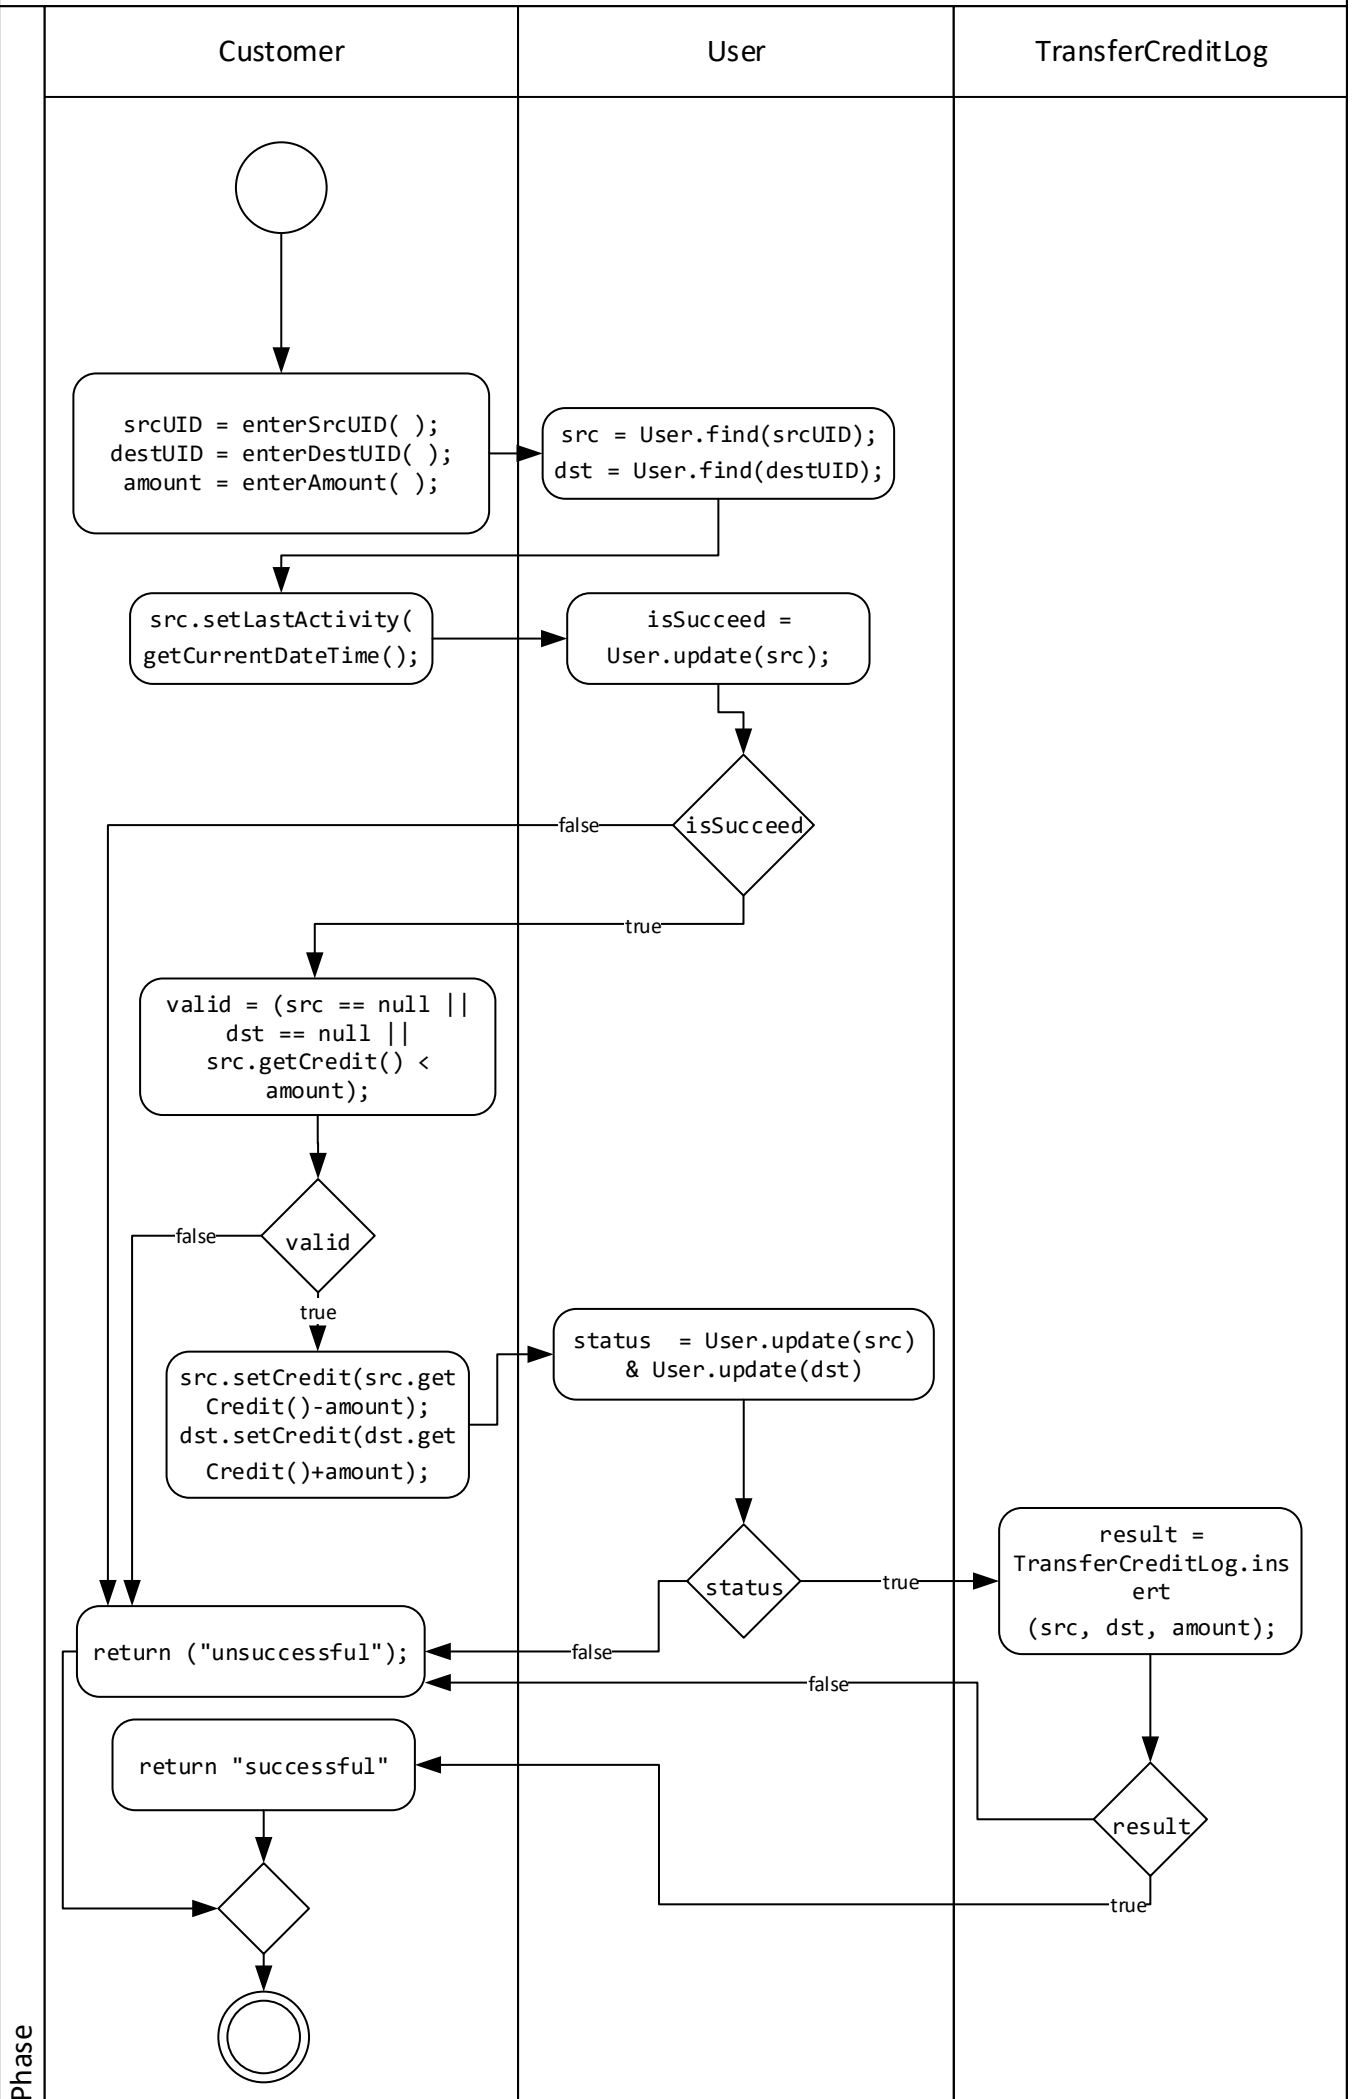 Customer
User
TransferCreditLog
srcUID = enterSrcUID( );
destUID = enterDestUID( );
amount = enterAmount( );
src = User.find(srcUID);
dst = User.find(destUID);
src.setLastActivity(
getCurrentDateTime();
isSucceed =
User.update(src);
isSucceed
false
true
valid = (src == null ||
dst == null ||
src.getCredit() <
amount);
valid
false
true
src.setCredit(src.get
Credit()-amount);
dst.setCredit(dst.get
Credit()+amount);
status  = User.update(src)
& User.update(dst)
status
true
false
result =
TransferCreditLog.ins
ert
(src, dst, amount);
return ("unsuccessful");
false
return "successful"
result
true
Phase